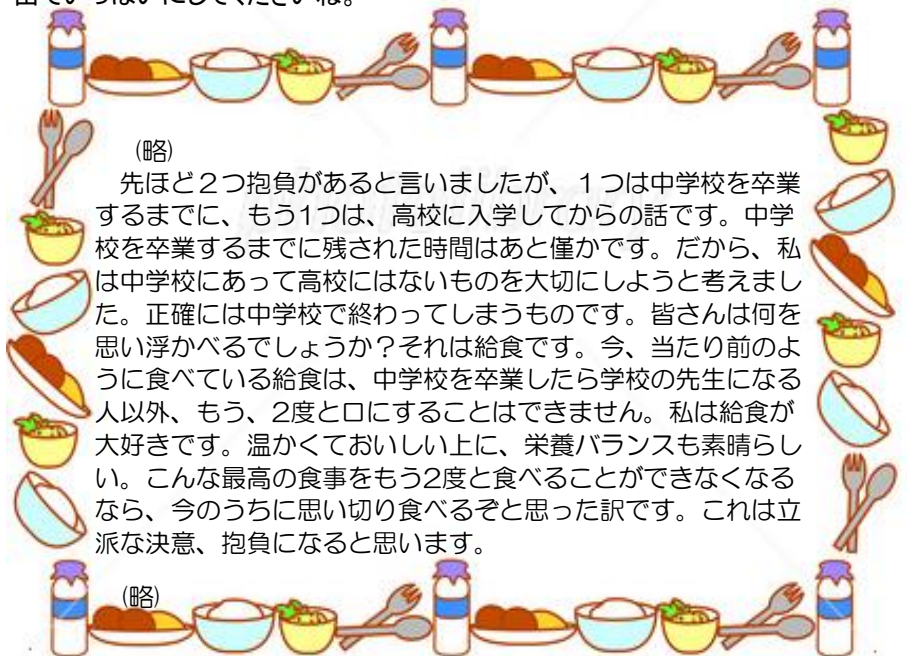 (略)
先ほど２つ抱負があると言いましたが、１つは中学校を卒業
するまでに、もう1つは、高校に入学してからの話です。中学
校を卒業するまでに残された時間はあと僅かです。だから、私
は中学校にあって高校にはないものを大切にしようと考えまし
た。正確には中学校で終わってしまうものです。皆さんは何を
思い浮かべるでしょうか？それは給食です。今、当たり前のよ
うに食べている給食は、中学校を卒業したら学校の先生になる
人以外、もう、2度と口にすることはできません。私は給食が
大好きです。温かくておいしい上に、栄養バランスも素晴らし
い。こんな最高の食事をもう2度と食べることができなくなる
なら、今のうちに思い切り食べるぞと思った訳です。これは立
派な決意、抱負になると思います。
(略)